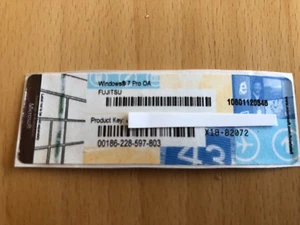 Windows® 7 Pro OA
FUJITSU
Product Key:
X18-82072
00186-228-597-803